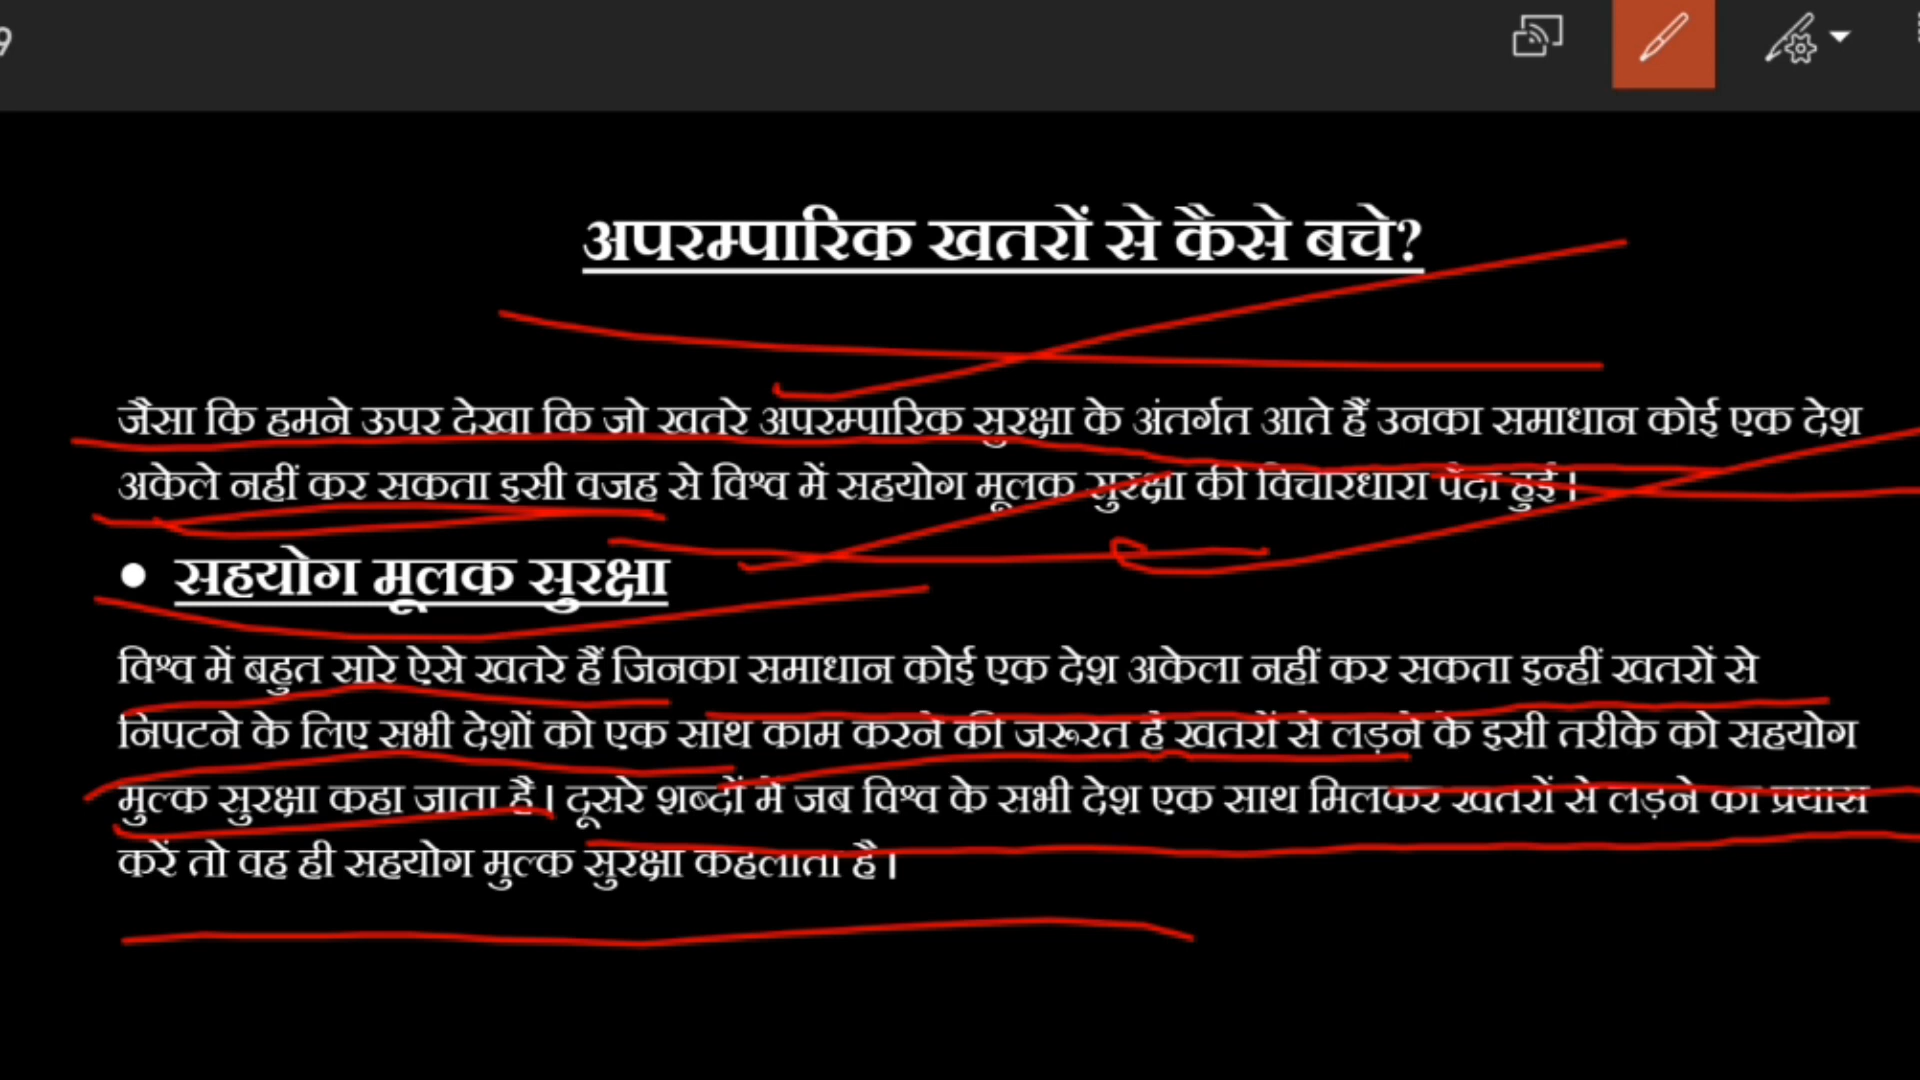 9
अपरम्पारिक खतरों से कैसे बचे?
जैसा कि हमने ऊपर देखा कि जो खतरे अपरम्पारिक सुरक्षा के अंतर्गत आते हैं उनका समाधान कोई एक देश
अकेले नहीं कर सकता इसी वजह से विश्व में सहयोग मूलक सुरक्षा की विचारधारा पैदा हुई।
• सहयोग मूलक सुरक्षा
विश्व में बहुत सारे ऐसे खतरे हैं जिनका समाधान कोई एक देश अकेला नहीं कर सकता इन्हीं खतरों से
निपटने के लिए सभी देशों को एक साथ काम करने की जरूरत है खतरों से लड़ने के इसी तरीके को सहयोग
मुल्क सुरक्षा कहा जाता है। दूसरे शब्दों में जब विश्व के सभी देश एक साथ मिलकर खतरों से लड़ने का प्रयास
करें तो वह ही सहयोग मुल्क सुरक्षा कहलाता है।